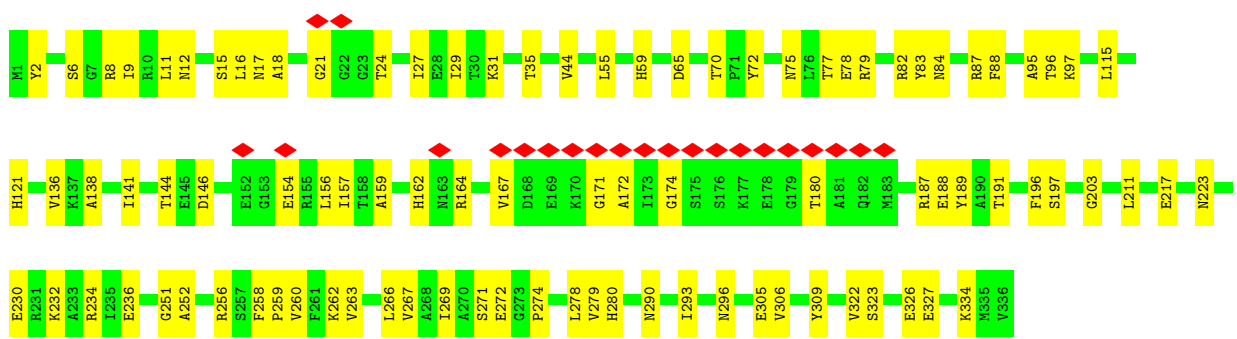 M1 Y2 S6 G7 R8 I9 R10 L11 N12 S15 L16 N17 A18 G21 G22 G23 T24 I27 E28 I29 T30 K31 T35 V44 L55 H59 D65 T70 P71 Y72 N75 L76 T77 E78 R79 R82 Y83 N84 R87 F88 A95 T96 K97 L115
H121 V136 K137 A138 I141 T144 E145 D146 E152 G153 E154 R155 L156 I157 T158 A159 H162 N163 R164 V167 D168 E169 K170 G171 A172 I173 G174 S175 S176 K177 E178 G179 T180 A181 Q182 M183 R187 E188 Y189 A190 T191 F196 S197 G203 L211 E217 N223
E230 R231 K232 A233 R234 I235 E236 G251 A252 R256 S257 F258 P259 V260 F261 K262 V263 L266 V267 A268 I269 A270 S271 E272 G273 P274 L278 V279 H280 N290 I293 N296 E305 V306 Y309 V322 S323 E326 E327 K334 M335 V336